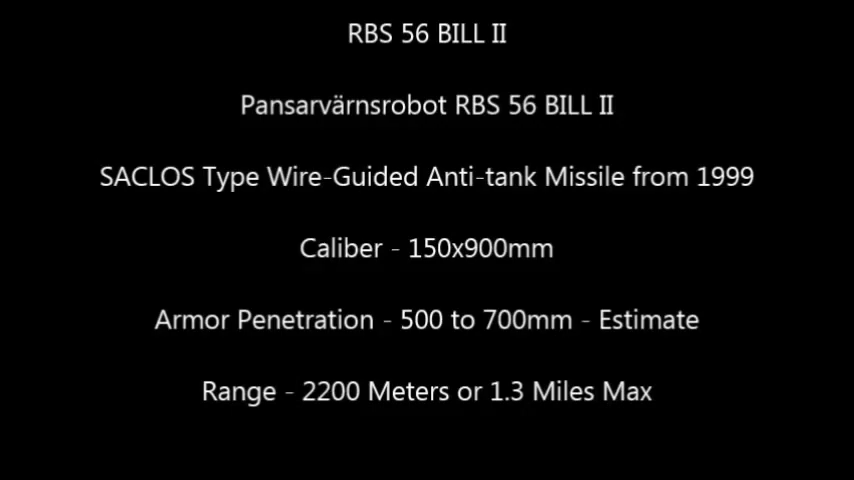 RBS 56 BILL II
Pansarvärnsrobot RBS 56 BILL II
SACLOS Type Wire-Guided Anti-tank Missile from 1999
Caliber - 150x900mm
Armor Penetration - 500 to 700mm - Estimate
Range - 2200 Meters or 1.3 Miles Max